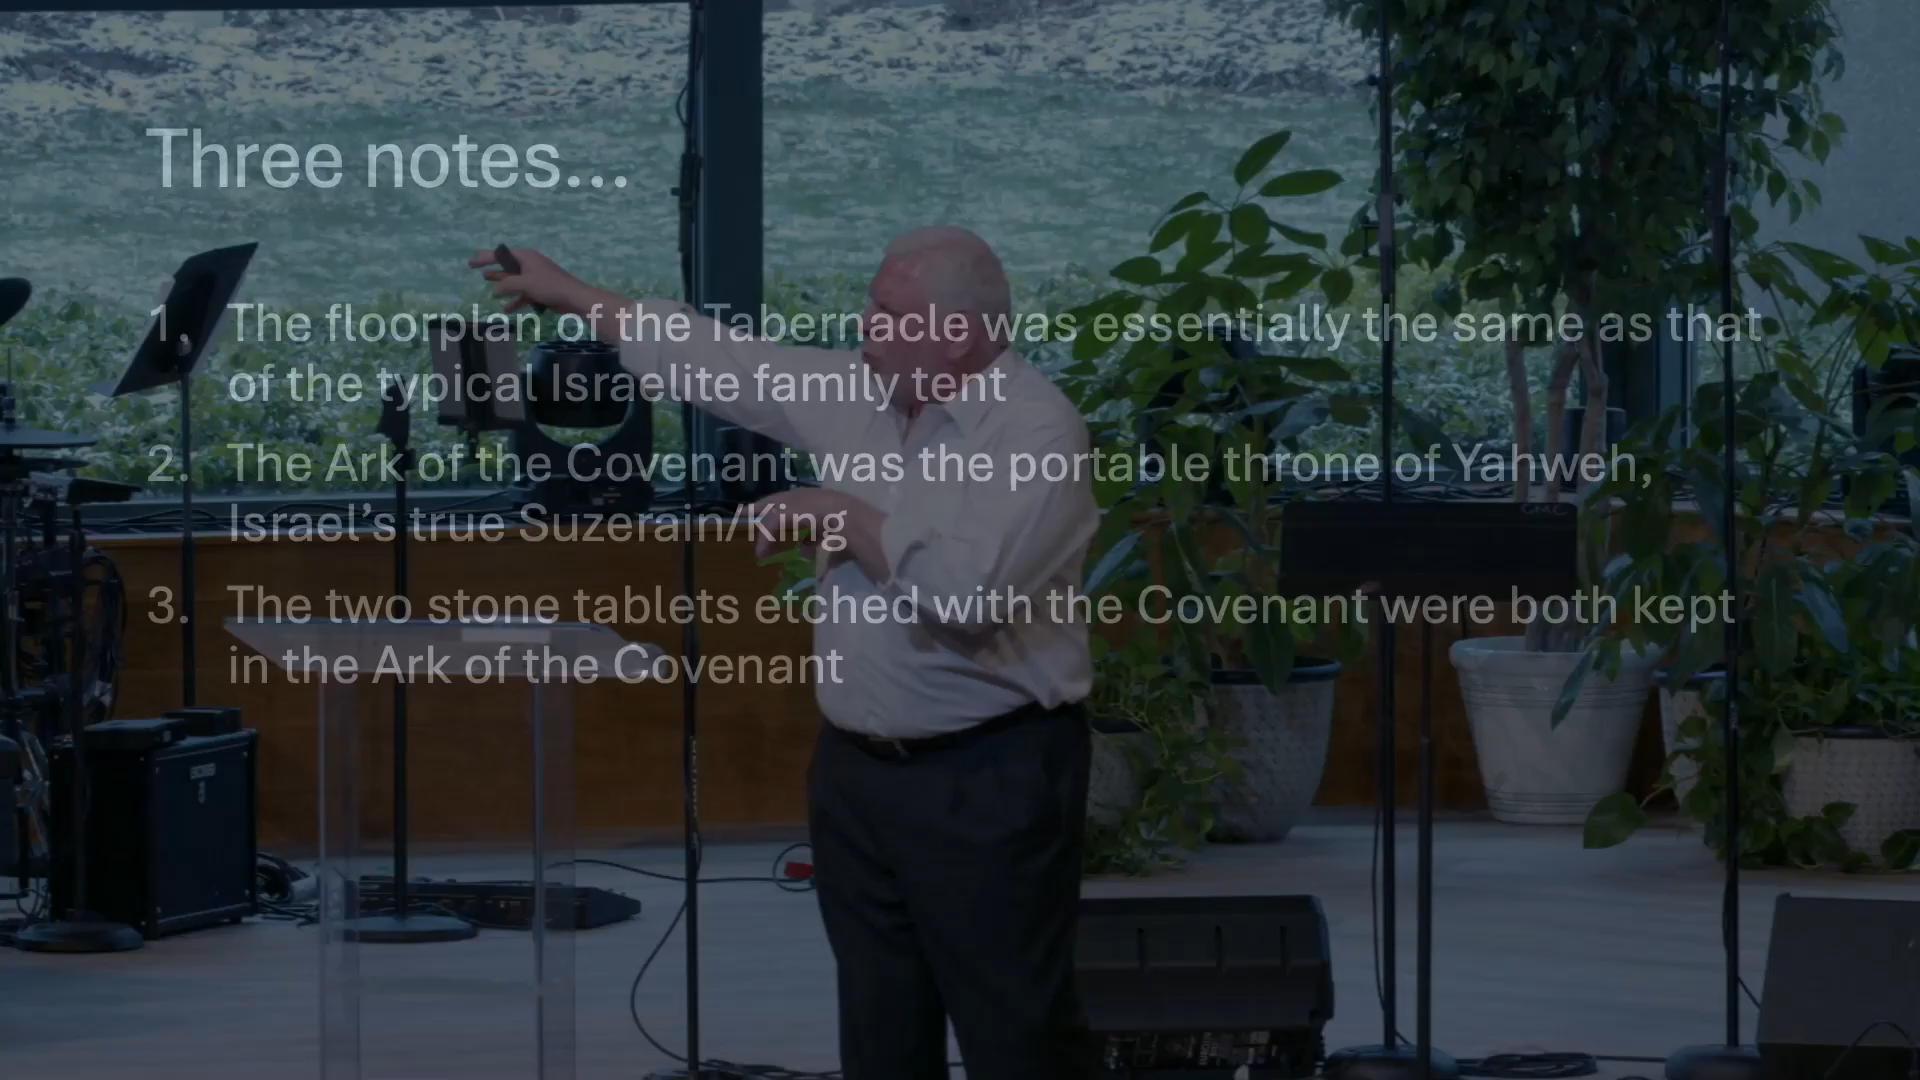 Three notes...
1. The floorplan of the Tabernacle was essentially the same as that
of the typical Israelite family tent
2. The Ark of the Covenant was the portable throne of Yahweh,
Israel’s true Suzerain/King
3. The two stone tablets etched with the Covenant were both kept
in the Ark of the Covenant